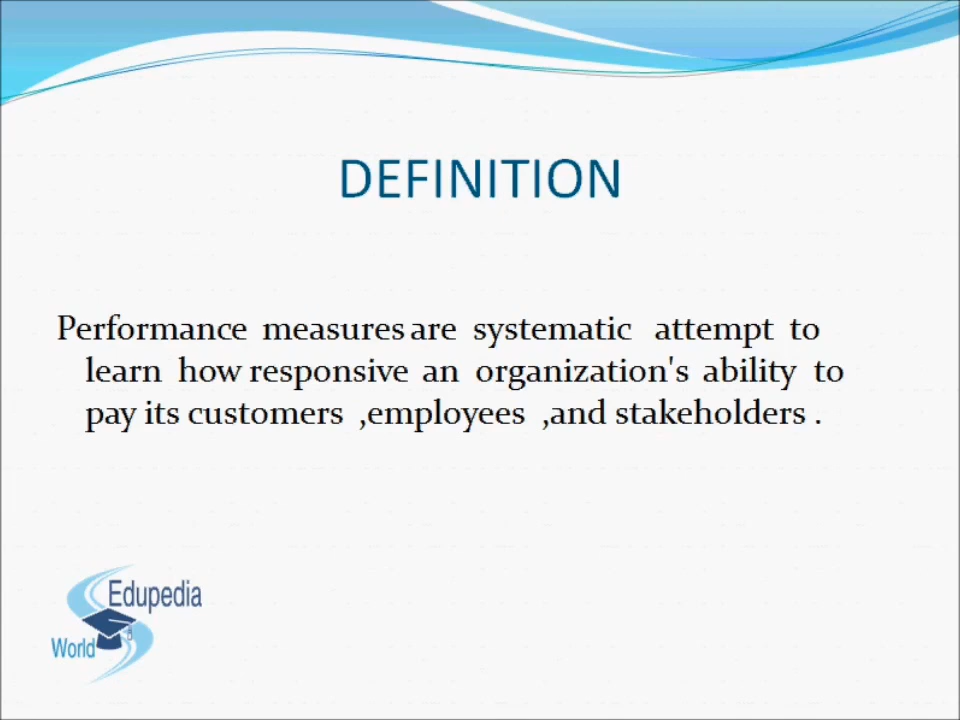 DEFINITION
Performance measures are systematic attempt to
learn how responsive an organization's ability to
pay its customers ,employees ,and stakeholders .
Edupedia
World